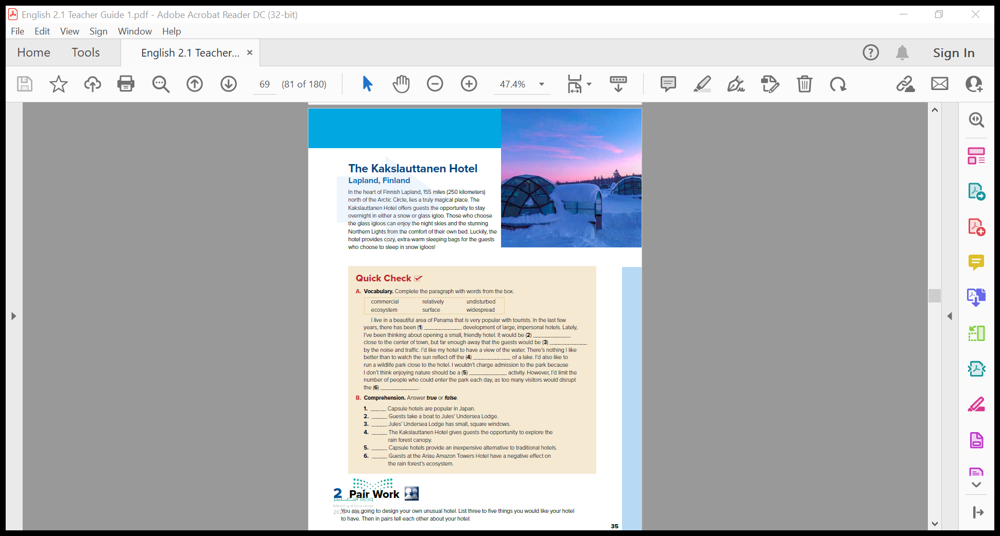 English 2.1 Teacher Guide 1.pdf - Adobe Acrobat Reader DC (32-bit)
File Edit View Sign Window Help
Home Tools English 2.1 Teacher... × Sign In
69 (81 of 180) 47.4%
The Kakslauttanen Hotel
Lapland, Finland
In the heart of Finnish Lapland, 155 miles (250 kilometers)
north of the Arctic Circle, lies a truly magical place. The
Kakslauttanen Hotel offers guests the opportunity to stay
overnight in either a snow or glass igloo. Those who choose
the glass igloos can enjoy the night skies and the stunning
Northern Lights from the comfort of their own bed. Luckily, the
hotel provides cozy, extra-warm sleeping bags for the guests
who choose to sleep in snow igloos!
Quick Check
A. Vocabulary. Complete the paragraph with words from the box.
commercial relatively undisturbed
ecosystem surface widespread
I live in a beautiful area of Panama that is very popular with tourists. In the last few
years, there has been (1) ____________ development of large, impersonal hotels. Lately,
I've been thinking about opening a small, friendly hotel. It would be (2) ____________
close to the center of town, but far enough away that the guests would be (3) ____________
by the noise and traffic. I'd like my hotel to have a view of the water. There's nothing I like
better than to watch the sun reflect off the (4) ____________ of a lake. I'd also like to
run a wildlife park close to the hotel. I wouldn't charge admission to the park because
I don't think enjoying nature should be a (5) ____________ activity. However, I'd limit the
number of people who could enter the park each day, as too many visitors would disrupt
the (6) ____________.
B. Comprehension. Answer true or false.
1. _____ Capsule hotels are popular in Japan.
2. _____ Guests take a boat to Jules' Undersea Lodge.
3. _____ Jules' Undersea Lodge has small, square windows.
4. _____ The Kakslauttanen Hotel gives guests the opportunity to explore the
rain forest canopy.
5. _____ Capsule hotels provide an inexpensive alternative to traditional hotels.
6. _____ Guests at the Ariau Amazon Towers Hotel have a negative effect on
the rain forest's ecosystem.
2 Pair Work
وزارة التعليم
Ministry of Education
You are going to design your own unusual hotel. List three to five things you would like your hotel
to have. Then in pairs tell each other about your hotel.
35